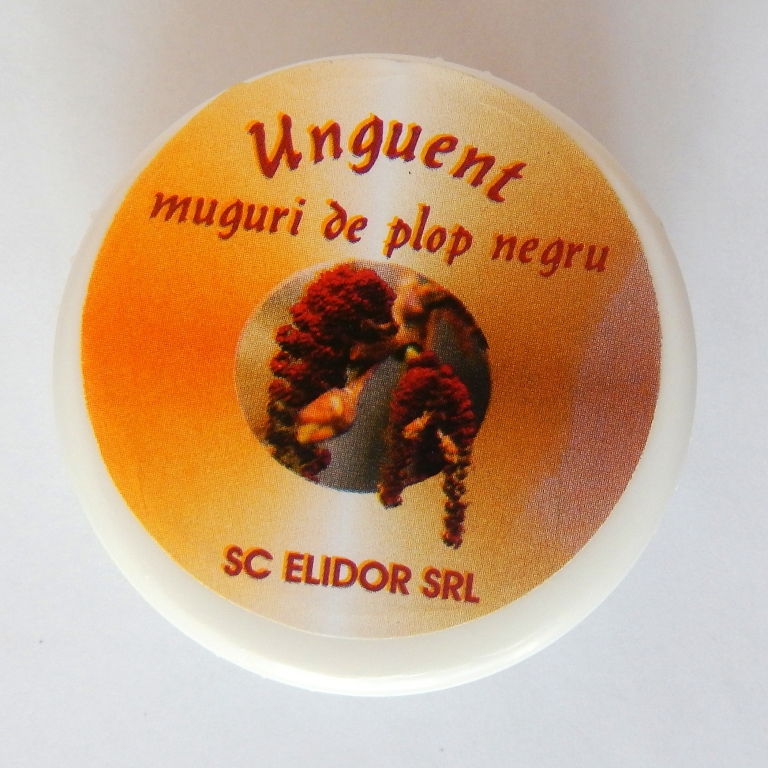 Unguent
muguri de plop negru
SC ELIDOR SRL